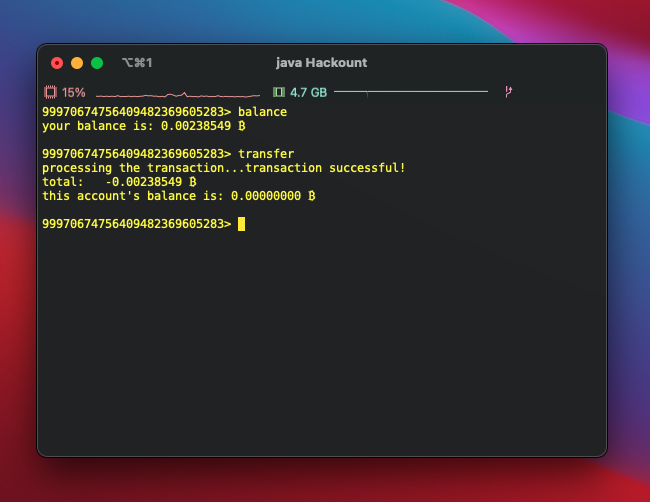 ⌥⌘1 java Hackount
15% 4.7 GB
99970674756409482369605283> balance
your balance is: 0.00238549 ₿
99970674756409482369605283> transfer
processing the transaction...transaction successful!
total:   -0.00238549 ₿
this account's balance is: 0.00000000 ₿
99970674756409482369605283>